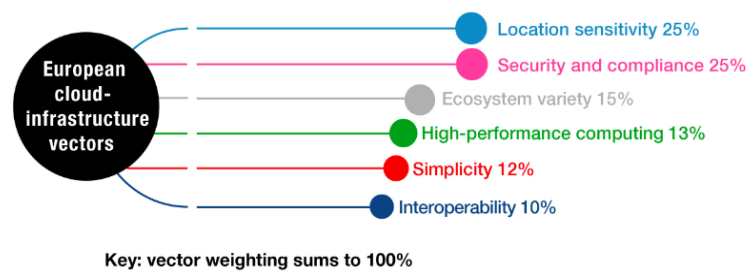 European
cloud-
infrastructure
vectors
Location sensitivity 25%
Security and compliance 25%
Ecosystem variety 15%
High-performance computing 13%
Simplicity 12%
Interoperability 10%
Key: vector weighting sums to 100%